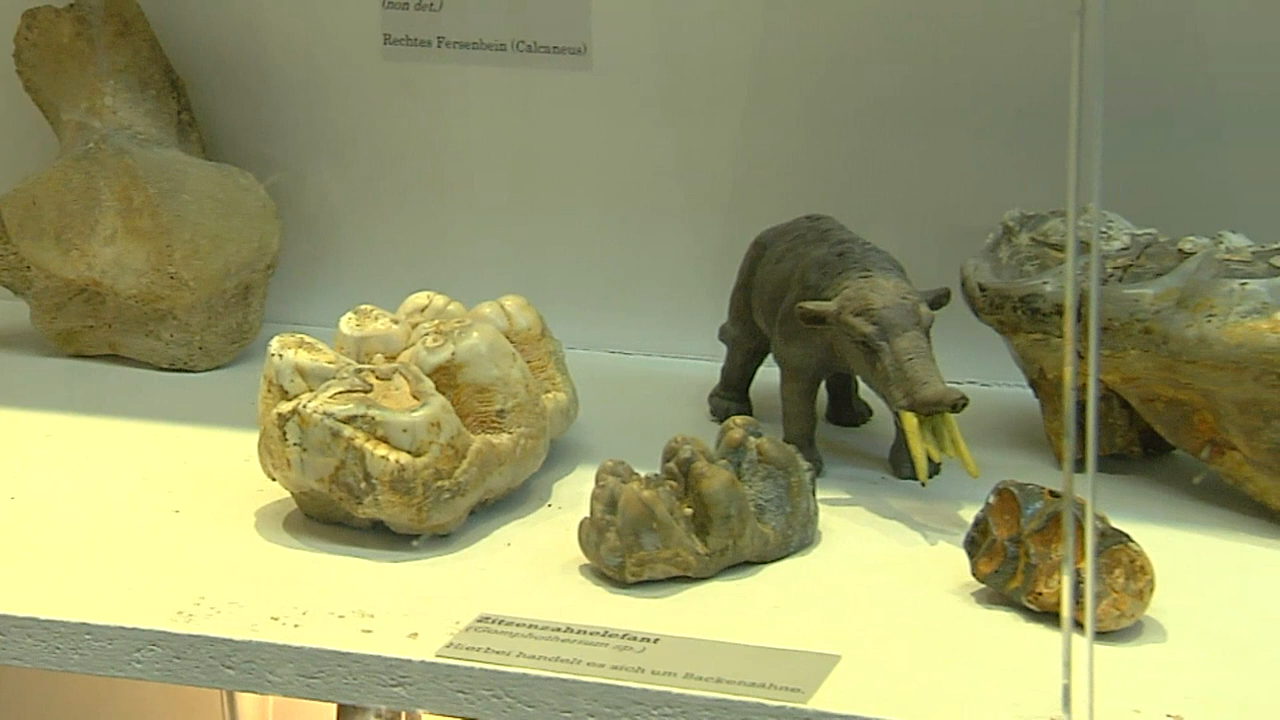 (non det.)
Rechtes Fersenbein (Calcaneus)
Zitzenzahnelefant
(Gomphotherium sp.)
Hierbei handelt es sich um Backenzähne.